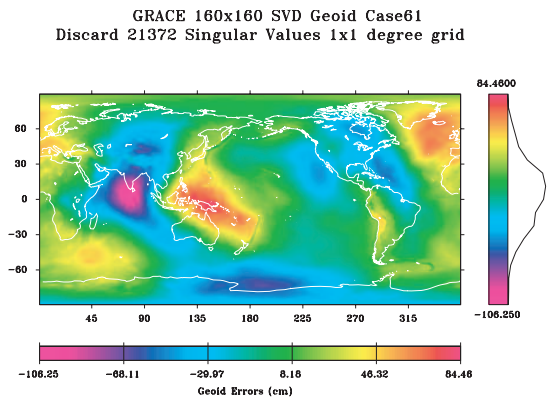 GRACE 160x160 SVD Geoid Case61
Discard 21372 Singular Values 1x1 degree grid
84.4600
60
30
0
−30
−60
45 90 135 180 225 270 315
−106.250
−106.25 −68.11 −29.97 8.18 46.32 84.46
Geoid Errors (cm)